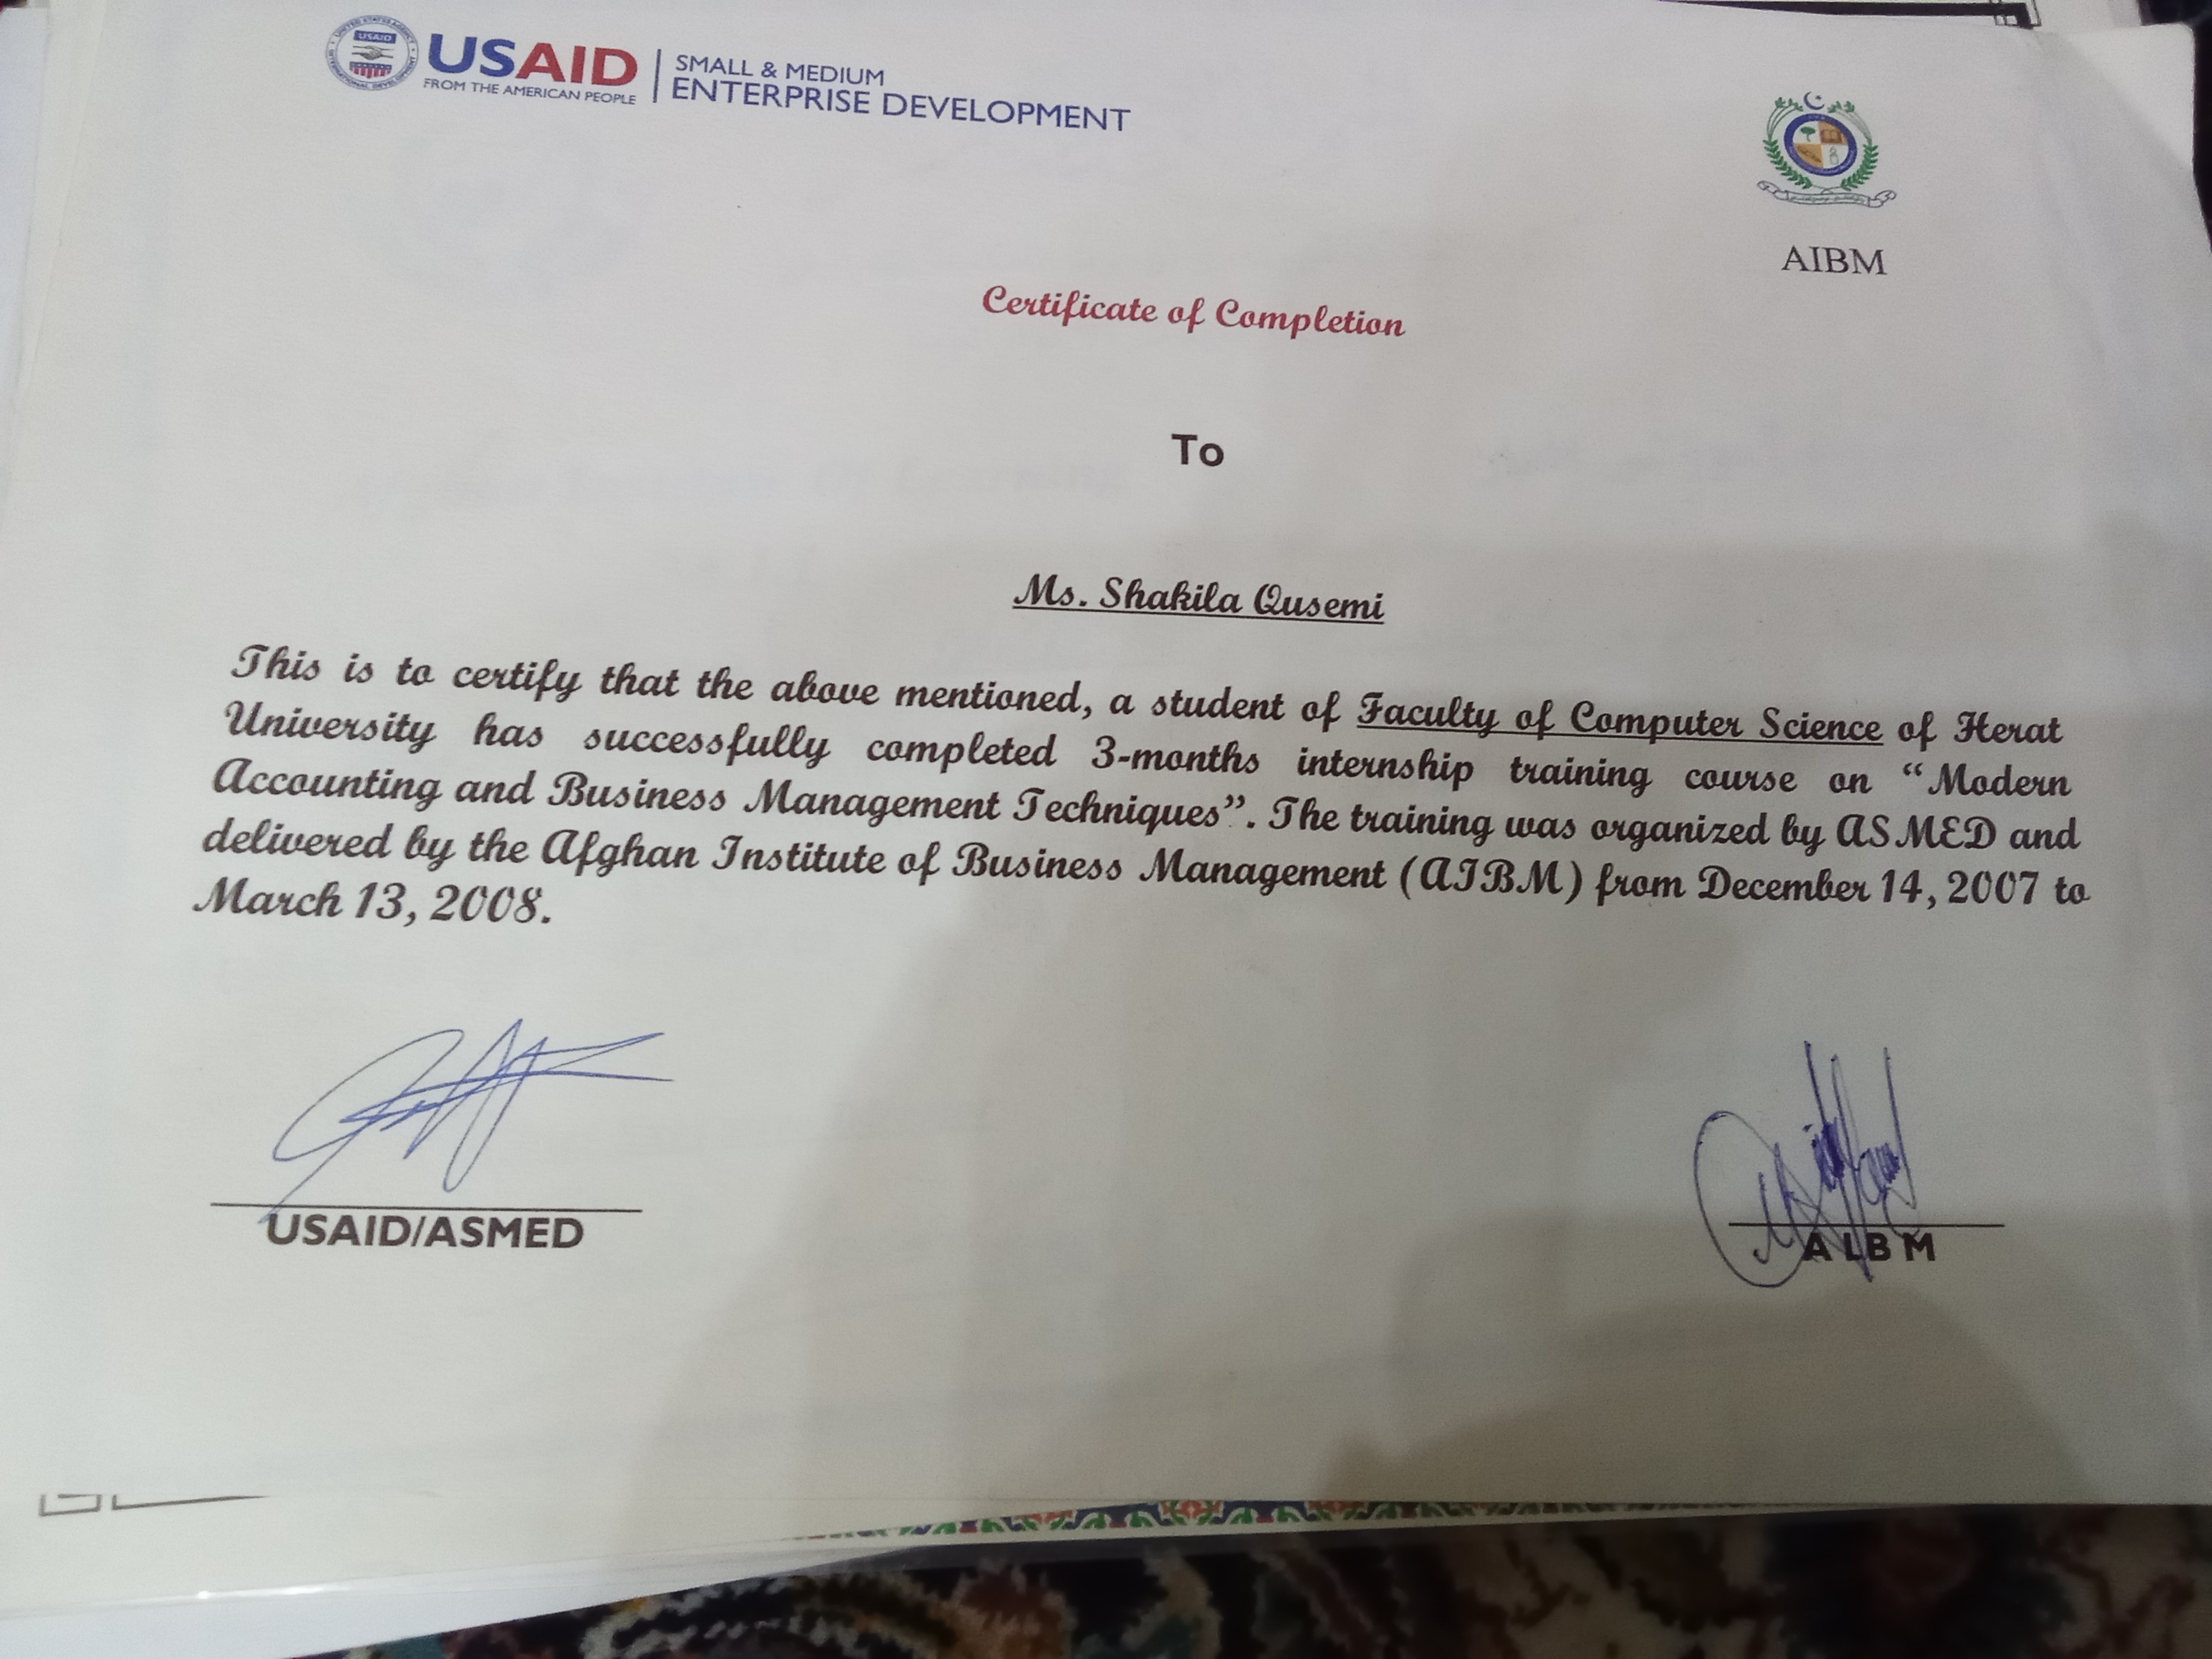 USAID
FROM THE AMERICAN PEOPLE
SMALL & MEDIUM
ENTERPRISE DEVELOPMENT
AIBM
Certificate of Completion
To
Ms. Shakila Qusemi
This is to certify that the above mentioned, a student of Faculty of Computer Science of Herat
University has successfully completed 3-months internship training course on “Modern
Accounting and Business Management Techniques”. The training was organized by ASMED and
delivered by the Afghan Institute of Business Management (AIBM) from December 14, 2007 to
March 13, 2008.
USAID/ASMED
AIBM